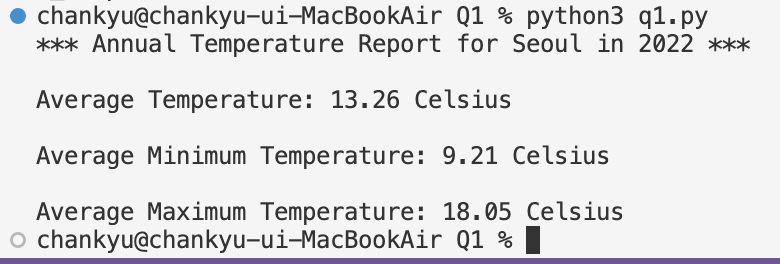 chankyu@chankyu-ui-MacBookAir Q1 % python3 q1.py
*** Annual Temperature Report for Seoul in 2022 ***
Average Temperature: 13.26 Celsius
Average Minimum Temperature: 9.21 Celsius
Average Maximum Temperature: 18.05 Celsius
chankyu@chankyu-ui-MacBookAir Q1 %